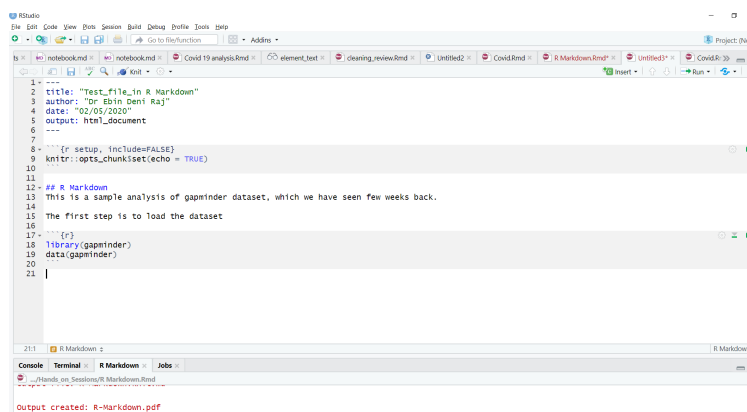 RStudio
File Edit Code View Plots Session Build Debug Profile Tools Help
Go to file/function Addins Project: (No
ts × notebook.md × notebook.md × Covid 19 analysis.Rmd × element_text × cleaning_review.Rmd × Untitled2 × Covid.Rmd × R Markdown.Rmd* × Untitled3* × Covid.R
Knit Insert Run
1 ---
2 title: "Test_file_in R Markdown"
3 author: "Dr Ebin Deni Raj"
4 date: "02/05/2020"
5 output: html_document
6 ---
7
8 ```{r setup, include=FALSE}
9 knitr::opts_chunk$set(echo = TRUE)
10 ```
11
12 ## R Markdown
13 This is a sample analysis of gapminder dataset, which we have seen few weeks back.
14
15 The first step is to load the dataset
16
17 ```{r}
18 library(gapminder)
19 data(gapminder)
20 ```
21
21:1 R Markdown R Markdow
Console Terminal × R Markdown × Jobs ×
.../Hands_on_Sessions/R Markdown.Rmd
Output created: R-Markdown.pdf